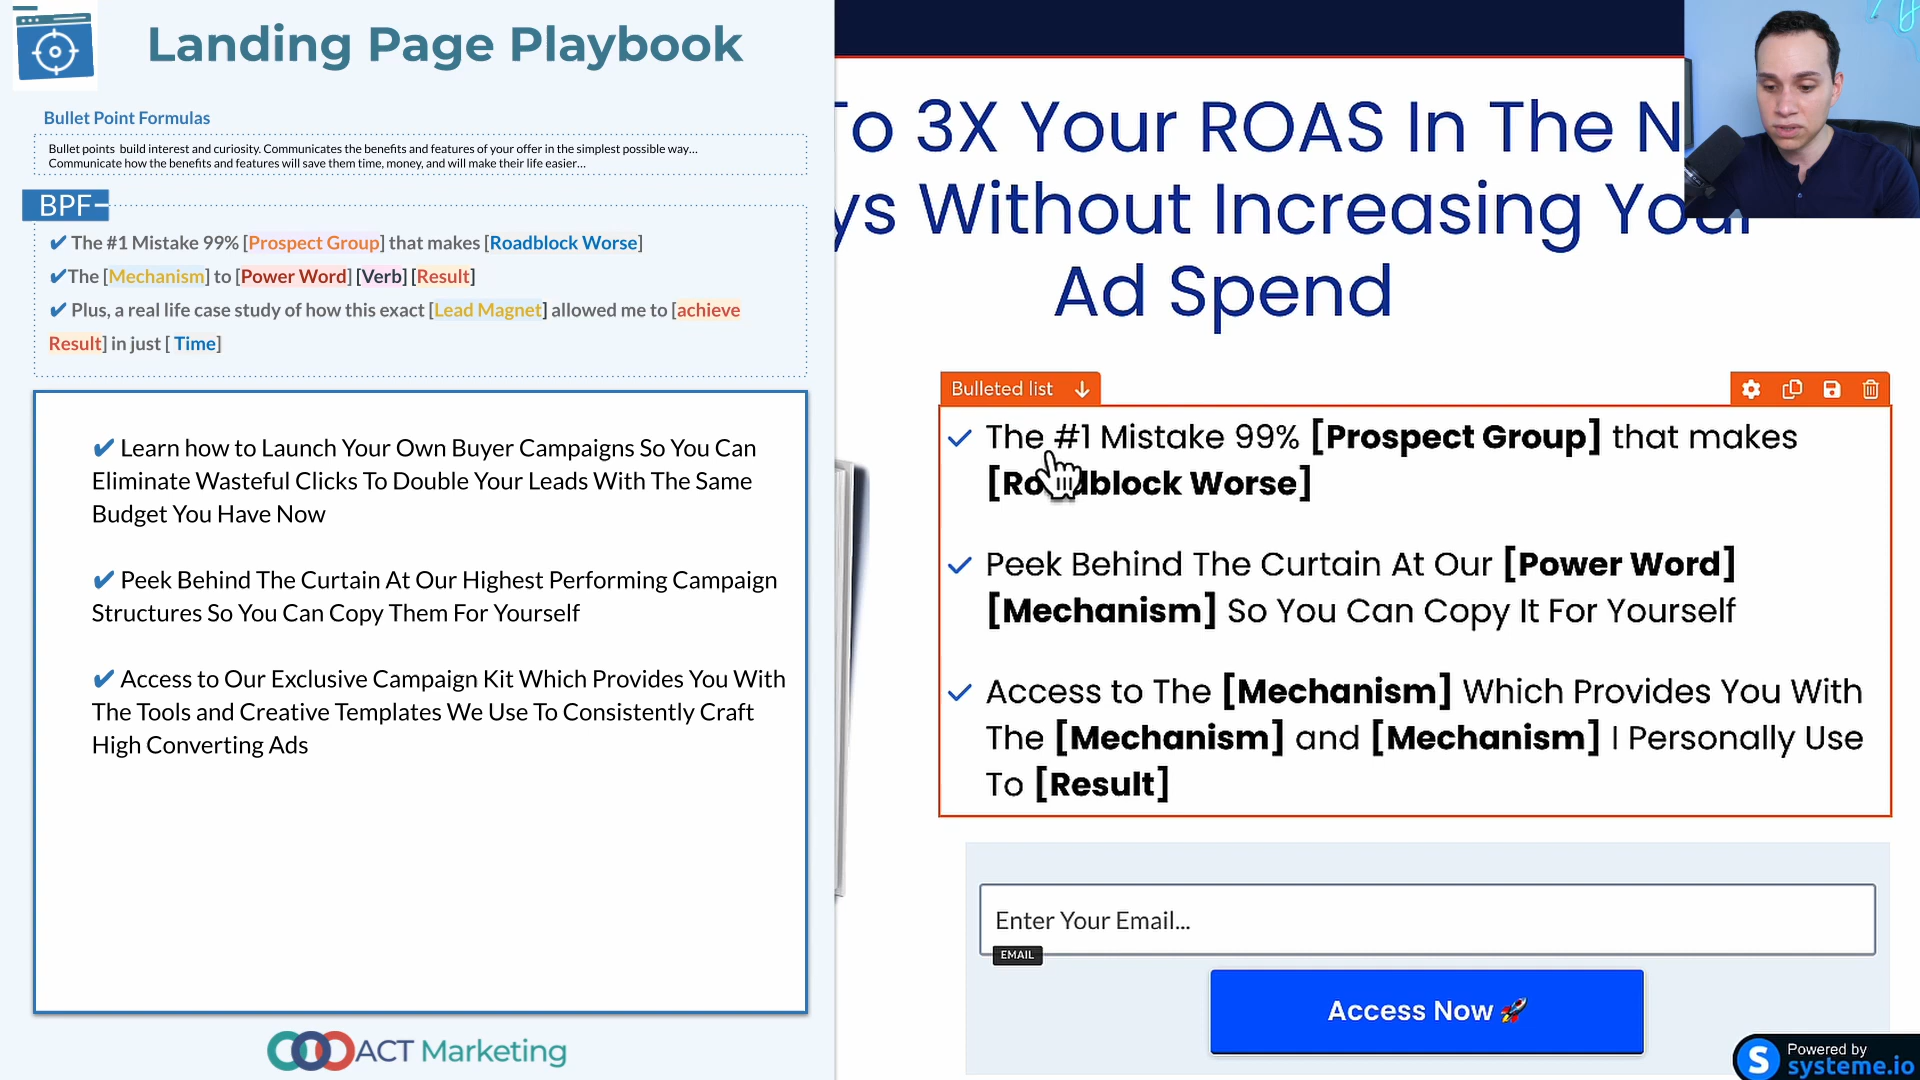 Landing Page Playbook
Bullet Point Formulas
Bullet points build interest and curiosity. Communicates the benefits and features of your offer in the simplest possible way...
Communicate how the benefits and features will save them time, money, and will make their life easier...
BPF
✔ The #1 Mistake 99% [Prospect Group] that makes [Roadblock Worse]
✔The [Mechanism] to [Power Word] [Verb] [Result]
✔ Plus, a real life case study of how this exact [Lead Magnet] allowed me to [achieve
Result] in just [ Time]
✔ Learn how to Launch Your Own Buyer Campaigns So You Can
Eliminate Wasteful Clicks To Double Your Leads With The Same
Budget You Have Now
✔ Peek Behind The Curtain At Our Highest Performing Campaign
Structures So You Can Copy Them For Yourself
✔ Access to Our Exclusive Campaign Kit Which Provides You With
The Tools and Creative Templates We Use To Consistently Craft
High Converting Ads
ACT Marketing
To 3X Your ROAS In The N
ys Without Increasing Your
Ad Spend
Bulleted list
✓ The #1 Mistake 99% [Prospect Group] that makes
[Roadblock Worse]
✓ Peek Behind The Curtain At Our [Power Word]
[Mechanism] So You Can Copy It For Yourself
✓ Access to The [Mechanism] Which Provides You With
The [Mechanism] and [Mechanism] I Personally Use
To [Result]
Enter Your Email...
EMAIL
Access Now 🚀
S Powered by
systeme.io